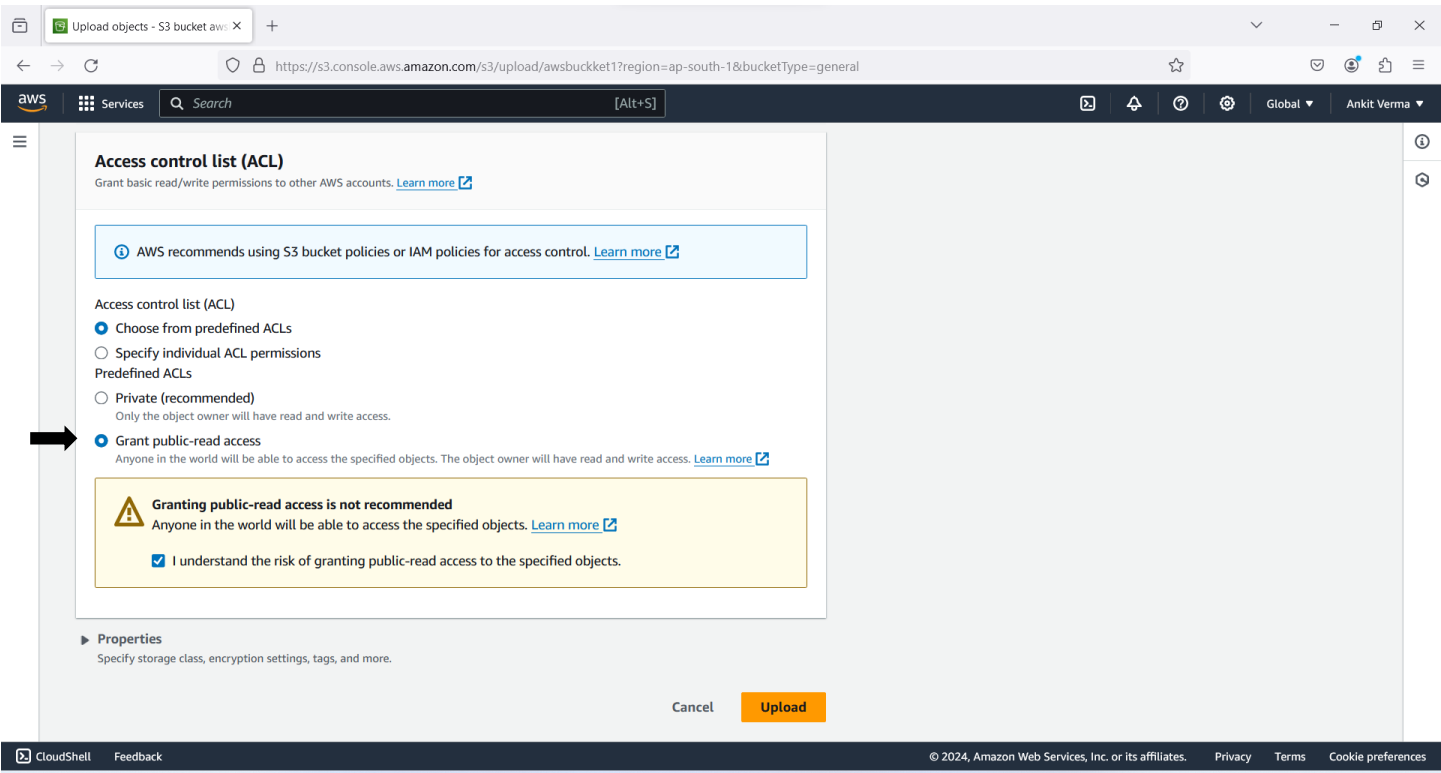 Upload objects - S3 bucket aws
https://s3.console.aws.amazon.com/s3/upload/awsbuckket1?region=ap-south-1&bucketType=general
aws Services Search [Alt+S] Global Ankit Verma
Access control list (ACL)
Grant basic read/write permissions to other AWS accounts. Learn more
AWS recommends using S3 bucket policies or IAM policies for access control. Learn more
Access control list (ACL)
Choose from predefined ACLs
Specify individual ACL permissions
Predefined ACLs
Private (recommended)
Only the object owner will have read and write access.
Grant public-read access
Anyone in the world will be able to access the specified objects. The object owner will have read and write access. Learn more
Granting public-read access is not recommended
Anyone in the world will be able to access the specified objects. Learn more
I understand the risk of granting public-read access to the specified objects.
Properties
Specify storage class, encryption settings, tags, and more.
Cancel Upload
CloudShell Feedback © 2024, Amazon Web Services, Inc. or its affiliates. Privacy Terms Cookie preferences